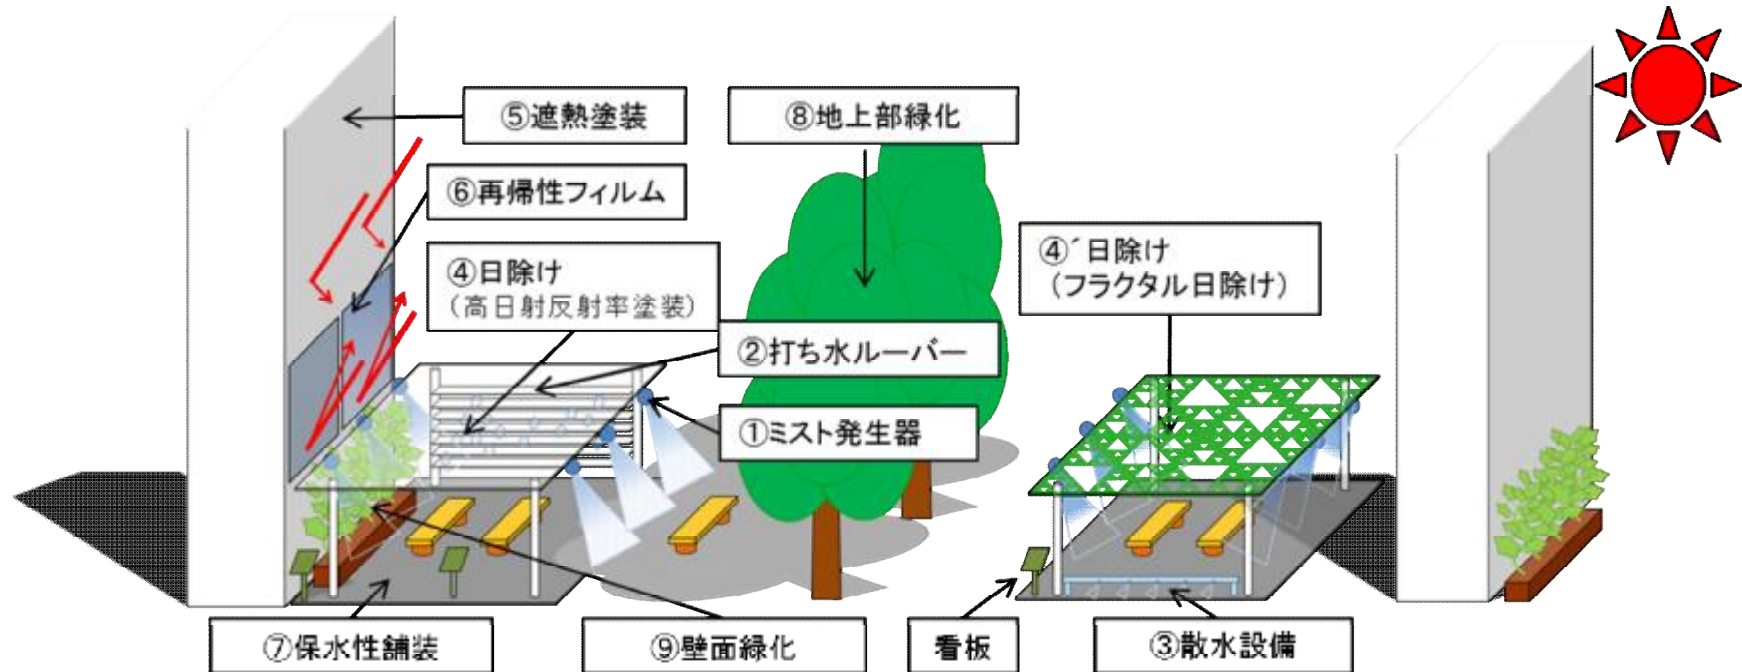 ⑤遮熱塗装
⑧地上部緑化
⑥再帰性フィルム
④日除け
（高日射反射率塗装）
④´日除け
（フラクタル日除け）
②打ち水ルーバー
①ミスト発生器
⑦保水性舗装
⑨壁面緑化
看板
③散水設備